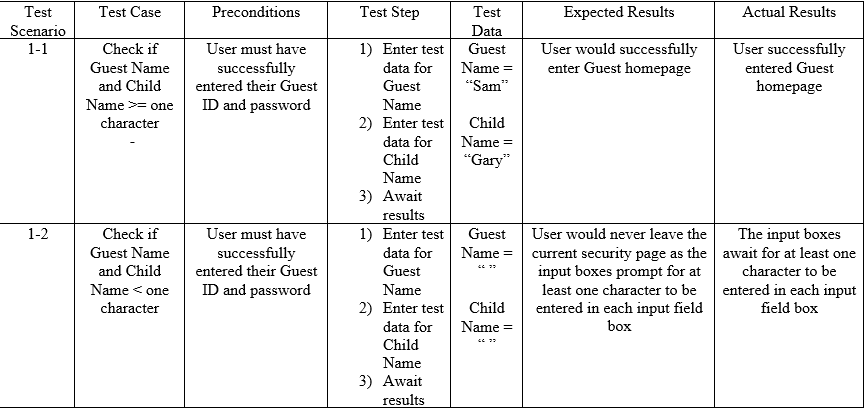 Test Scenario
Test Case
Preconditions
Test Step
Test Data
Expected Results
Actual Results
1-1
Check if
Guest Name
and Child
Name >= one
character
-
User must have
successfully
entered their Guest
ID and password
1) Enter test
data for
Guest
Name
2) Enter test
data for
Child
Name
3) Await
results
Guest
Name =
“Sam”
Child
Name =
“Gary”
User would successfully
enter Guest homepage
User successfully
entered Guest
homepage
1-2
Check if
Guest Name
and Child
Name < one
character
User must have
successfully
entered their Guest
ID and password
1) Enter test
data for
Guest
Name
2) Enter test
data for
Child
Name
3) Await
results
Guest
Name =
“ ”
Child
Name =
“ ”
User would never leave the
current security page as the
input boxes prompt for at
least one character to be
entered in each input field
box
The input boxes
await for at least one
character to be
entered in each input
field box